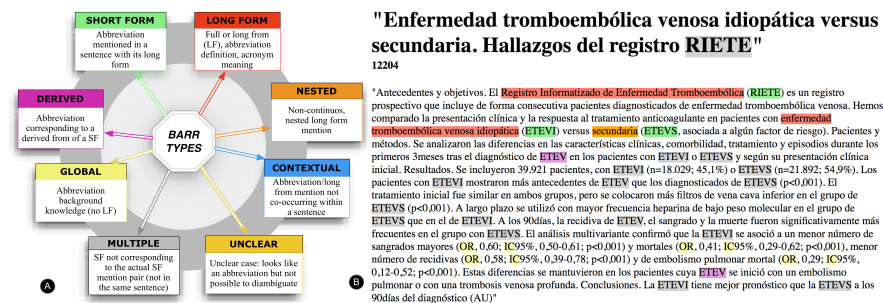 SHORT FORM
Abbreviation
mentioned in a
sentence with its long
form
LONG FORM
Full or long from
(LF), abbreviation
definition, acronym
meaning
DERIVED
Abbreviation
corresponding to a
derived from of a SF
NESTED
Non-continuos,
nested long form
mention
BARR
TYPES
GLOBAL
Abbreviation
background
knowledge (no LF)
CONTEXTUAL
Abbreviation/long
from mention not
co-occurring within
a sentence
MULTIPLE
SF not corresponding
to the actual SF
mention pair (not in
the same sentence)
UNCLEAR
Unclear case: looks like
an abbreviation but not
possible to diambiguate
A
"Enfermedad tromboembólica venosa idiopática versus
secundaria. Hallazgos del registro RIETE"
12204
"Antecedentes y objetivos. El Registro Informatizado de Enfermedad Tromboembólica (RIETE) es un registro
prospectivo que incluye de forma consecutiva pacientes diagnosticados de enfermedad tromboembólica venosa. Hemos
comparado la presentación clínica y la respuesta al tratamiento anticoagulante en pacientes con enfermedad
tromboembólica venosa idiopática (ETEVI) versus secundaria (ETEVS, asociada a algún factor de riesgo). Pacientes y
métodos. Se analizaron las diferencias en las características clínicas, comorbilidad, tratamiento y episodios durante los
primeros 3meses tras el diagnóstico de ETEV en los pacientes con ETEVI o ETEVS y según su presentación clínica
inicial. Resultados. Se incluyeron 39.921 pacientes, con ETEVI (n=18.029; 45,1%) o ETEVS (n=21.892; 54,9%). Los
pacientes con ETEVI mostraron más antecedentes de ETEV que los diagnosticados de ETEVS (p<0,001). El
tratamiento inicial fue similar en ambos grupos, pero se colocaron más filtros de vena cava inferior en el grupo de
ETEVS (p<0,001). A largo plazo se utilizó con mayor frecuencia heparina de bajo peso molecular en el grupo de
ETEVS que en el de ETEVI. A los 90días, la recidiva de ETEV, el sangrado y la muerte fueron significativamente más
frecuentes en el grupo con ETEVS. El análisis multivariante confirmó que la ETEVI se asoció a un menor número de
sangrados mayores (OR, 0,60; IC95%, 0,50-0,61; p<0,001) y mortales (OR, 0,41; IC95%, 0,29-0,62; p<0,001), menor
número de recidivas (OR, 0,58; IC95%, 0,39-0,78; p<0,001) y de embolismo pulmonar mortal (OR, 0,29; IC95%,
0,12-0,52; p<0,001). Estas diferencias se mantuvieron en los pacientes cuya ETEV se inició con un embolismo
pulmonar o con una trombosis venosa profunda. Conclusiones. La ETEVI tiene mejor pronóstico que la ETEVS a los
90días del diagnóstico (AU)"
B